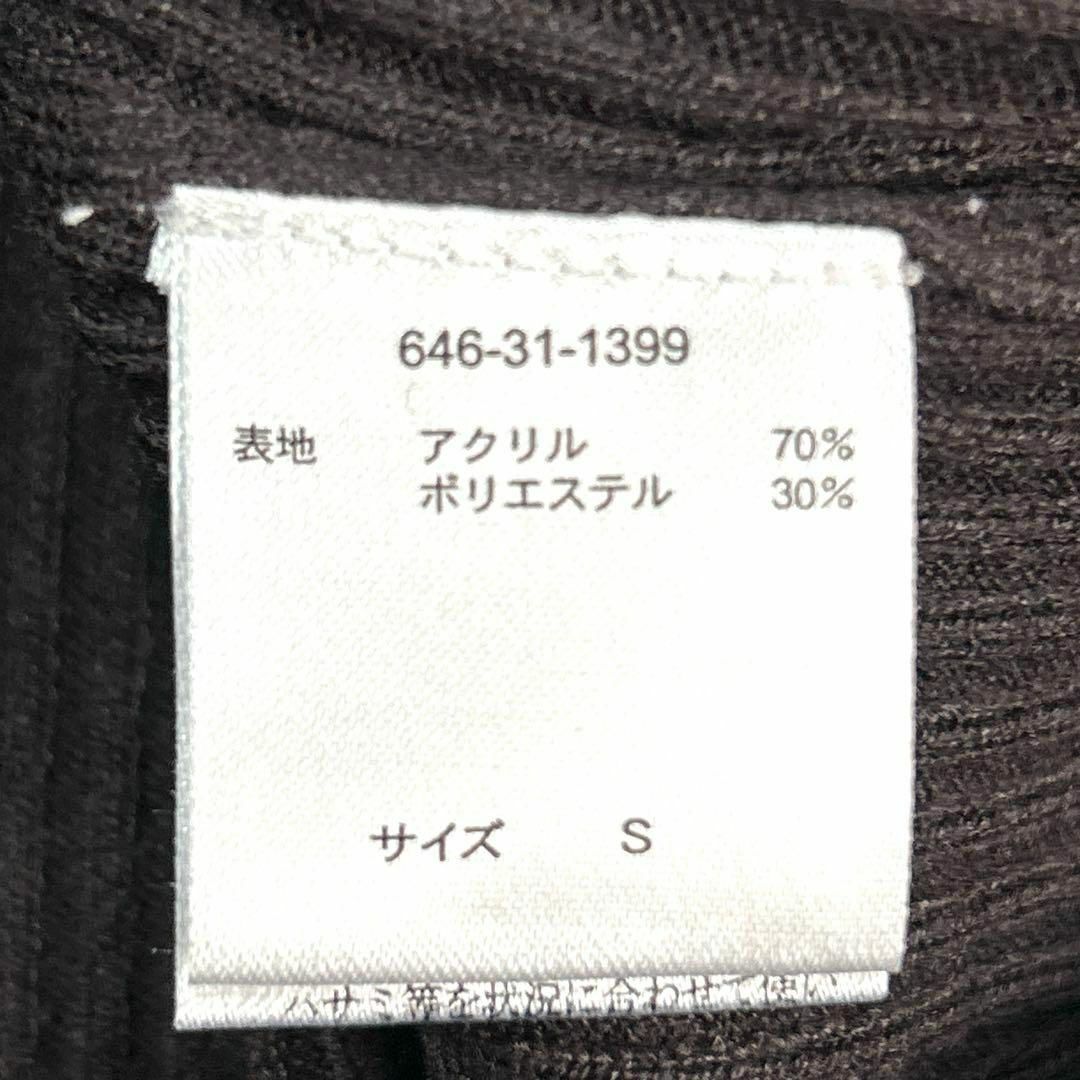 646-31-1399
表地 アクリル 70%
ポリエステル 30%
サイズ S